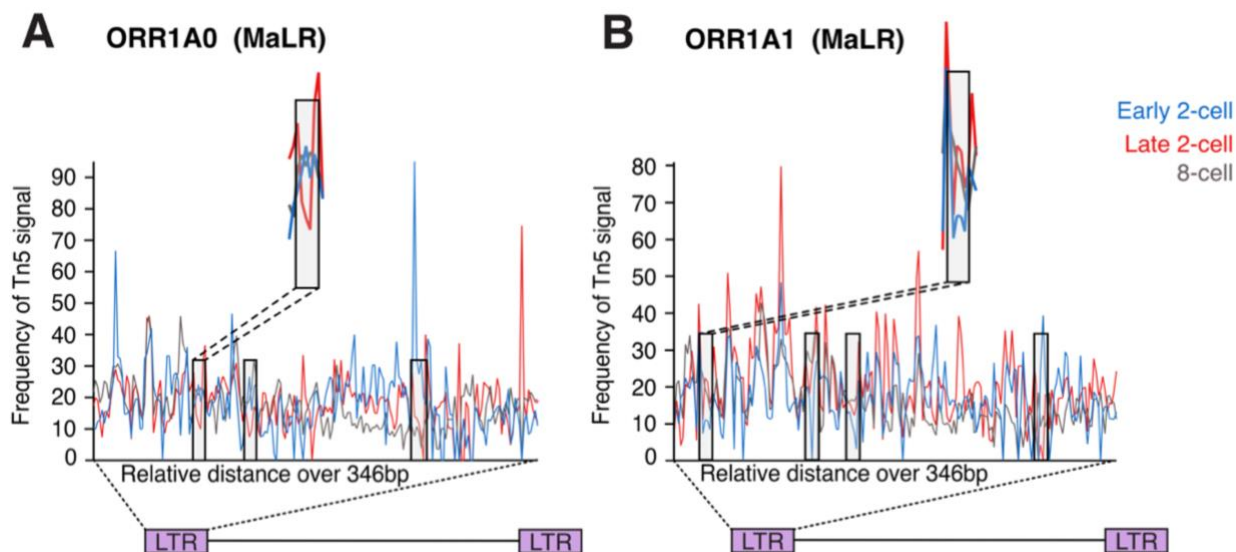 A ORR1A0 (MaLR)
Frequency of Tn5 signal
90
80
70
60
50
40
30
20
10
0
Relative distance over 346bp
LTR LTR
B ORR1A1 (MaLR)
Frequency of Tn5 signal
80
70
60
50
40
30
20
10
0
Relative distance over 346bp
LTR LTR
Early 2-cell
Late 2-cell
8-cell